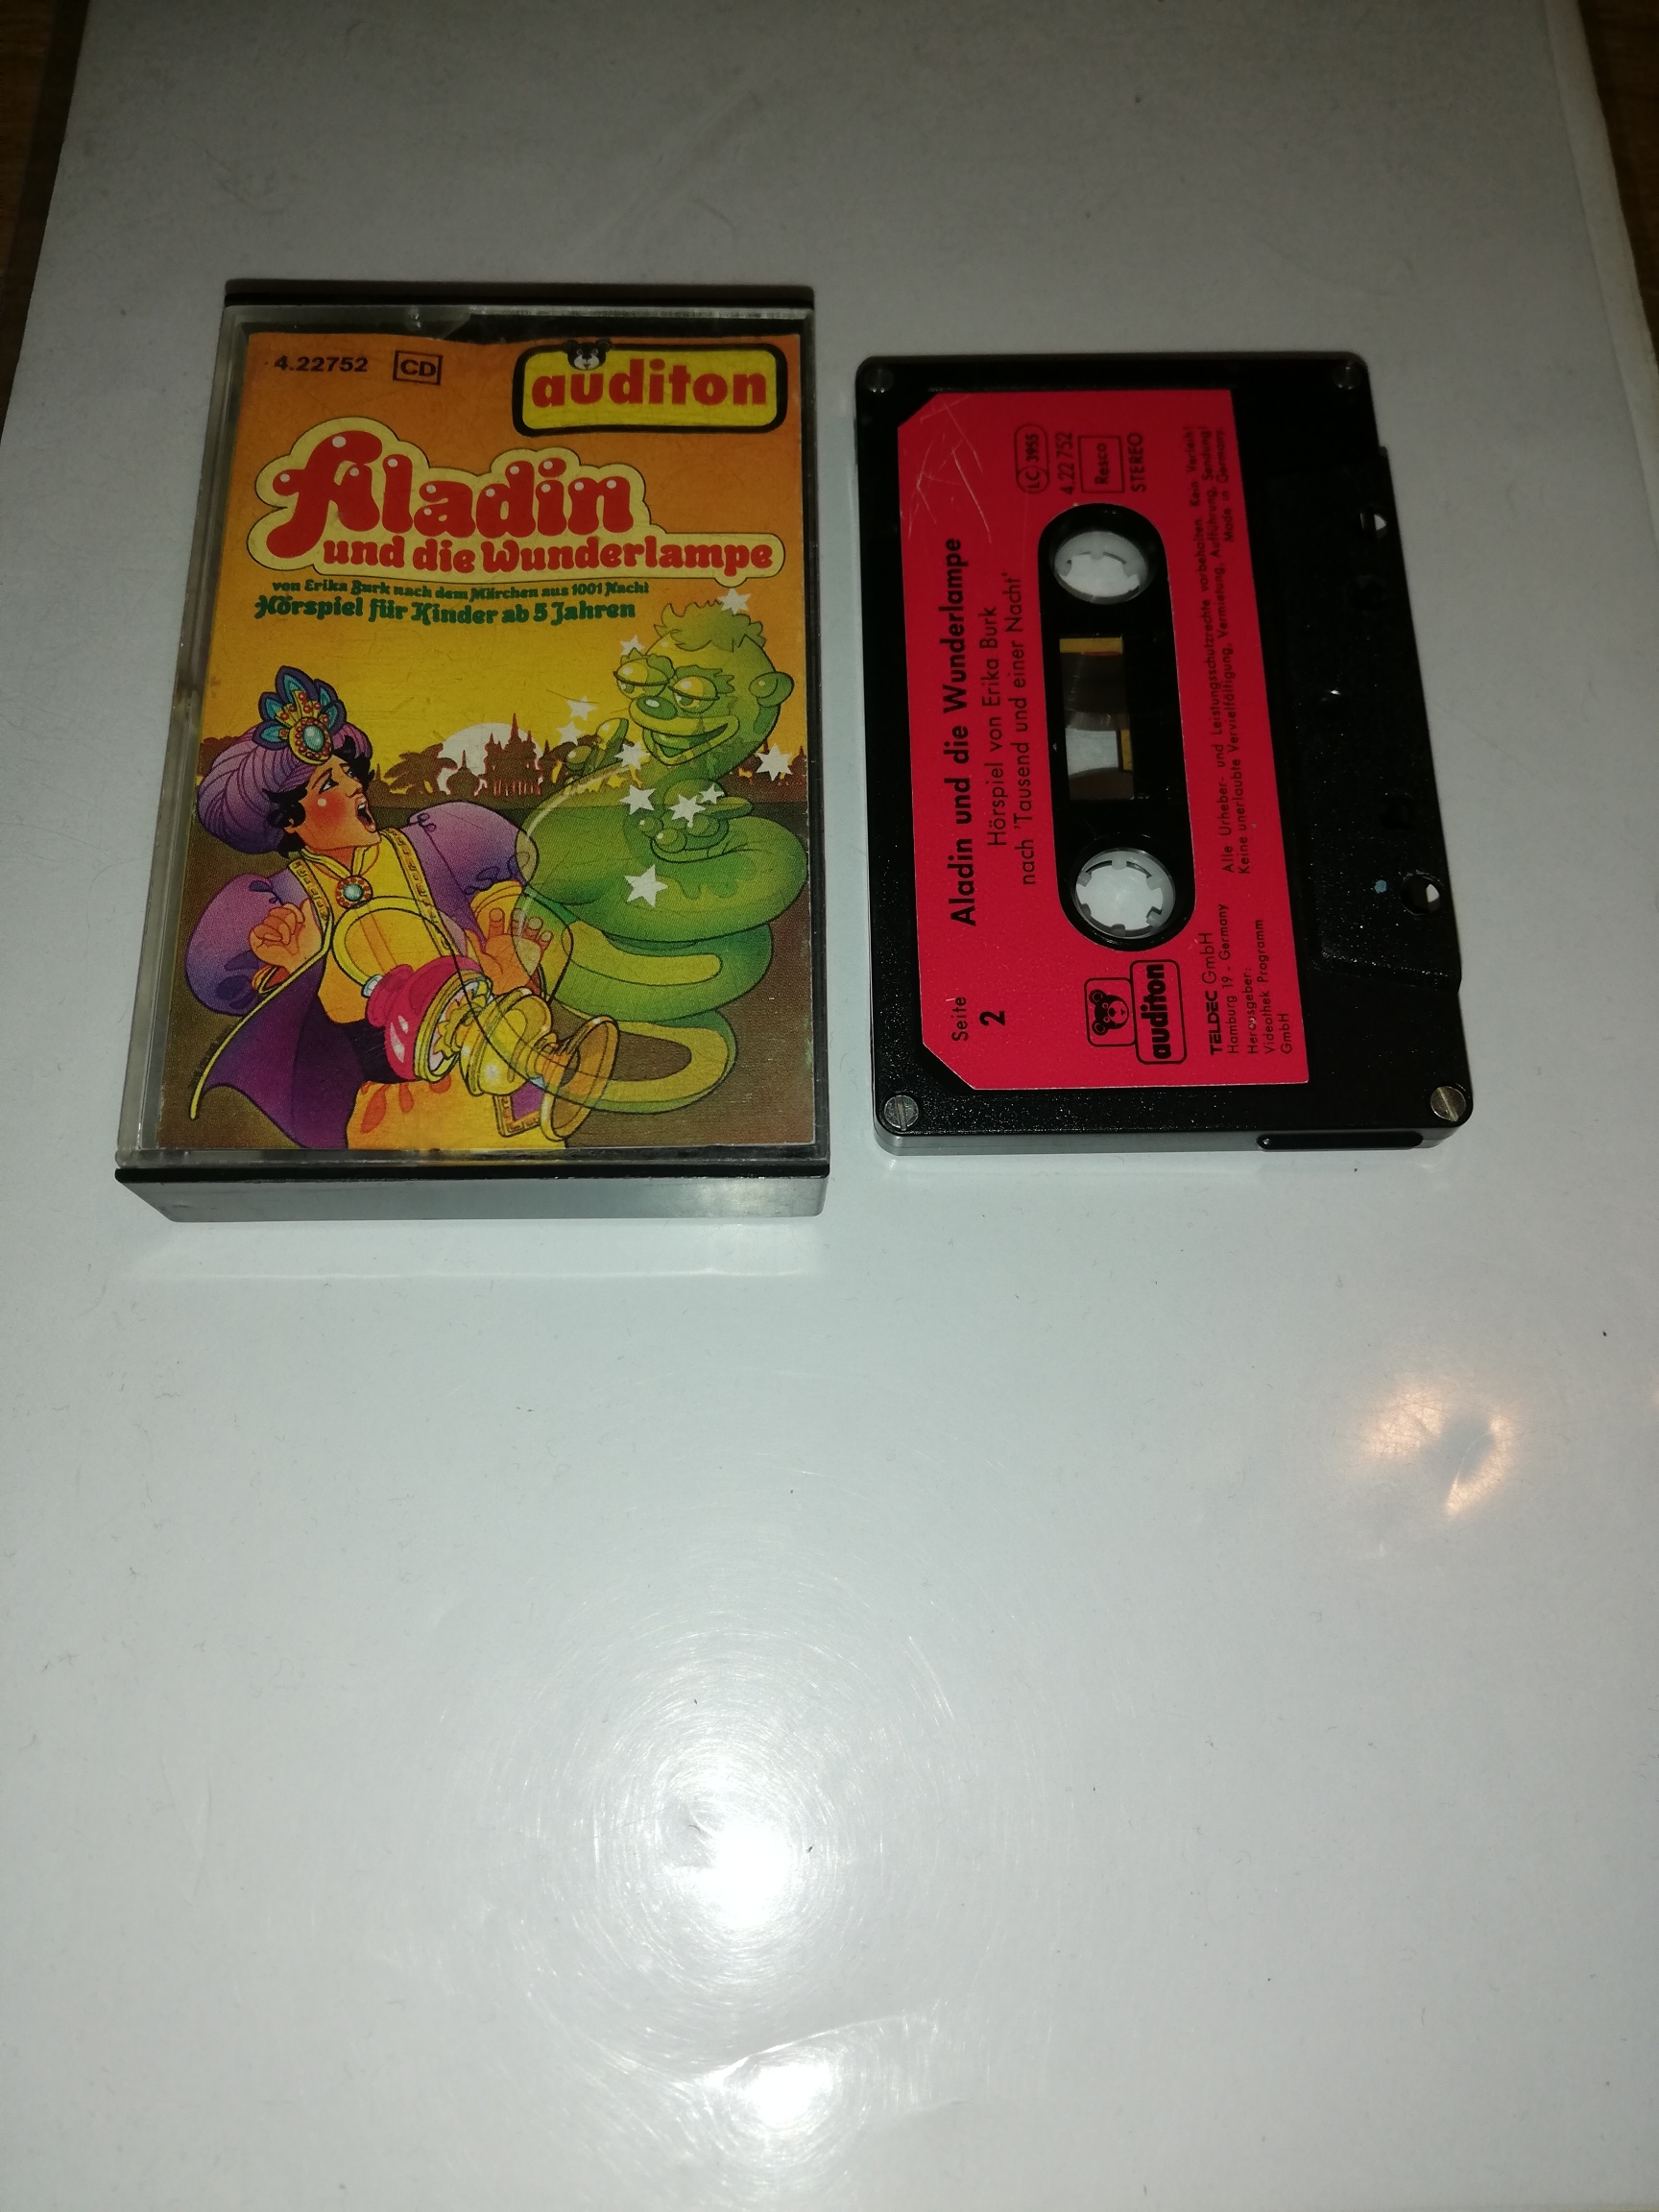 4.22752 CD
auditon
Aladin
und die Wunderlampe
von Erika Burk nach dem Märchen aus 1001 Nacht
Hörspiel für Kinder ab 5 Jahren
Seite
2
Aladin und die Wunderlampe
Hörspiel von Erika Burk
nach 'Tausend und einer Nacht'
LC 3955
4.22752
Resco
STEREO
auditon
TELDEC GmbH
Hamburg 19 - Germany
Herausgeber:
Videothek Programm
GmbH
Alle Urheber- und Leistungsschutzrechte vorbehalten. Kein Verleih!
Keine unerlaubte Vervielfältigung, Vermietung, Aufführung, Sendung!
Made in Germany